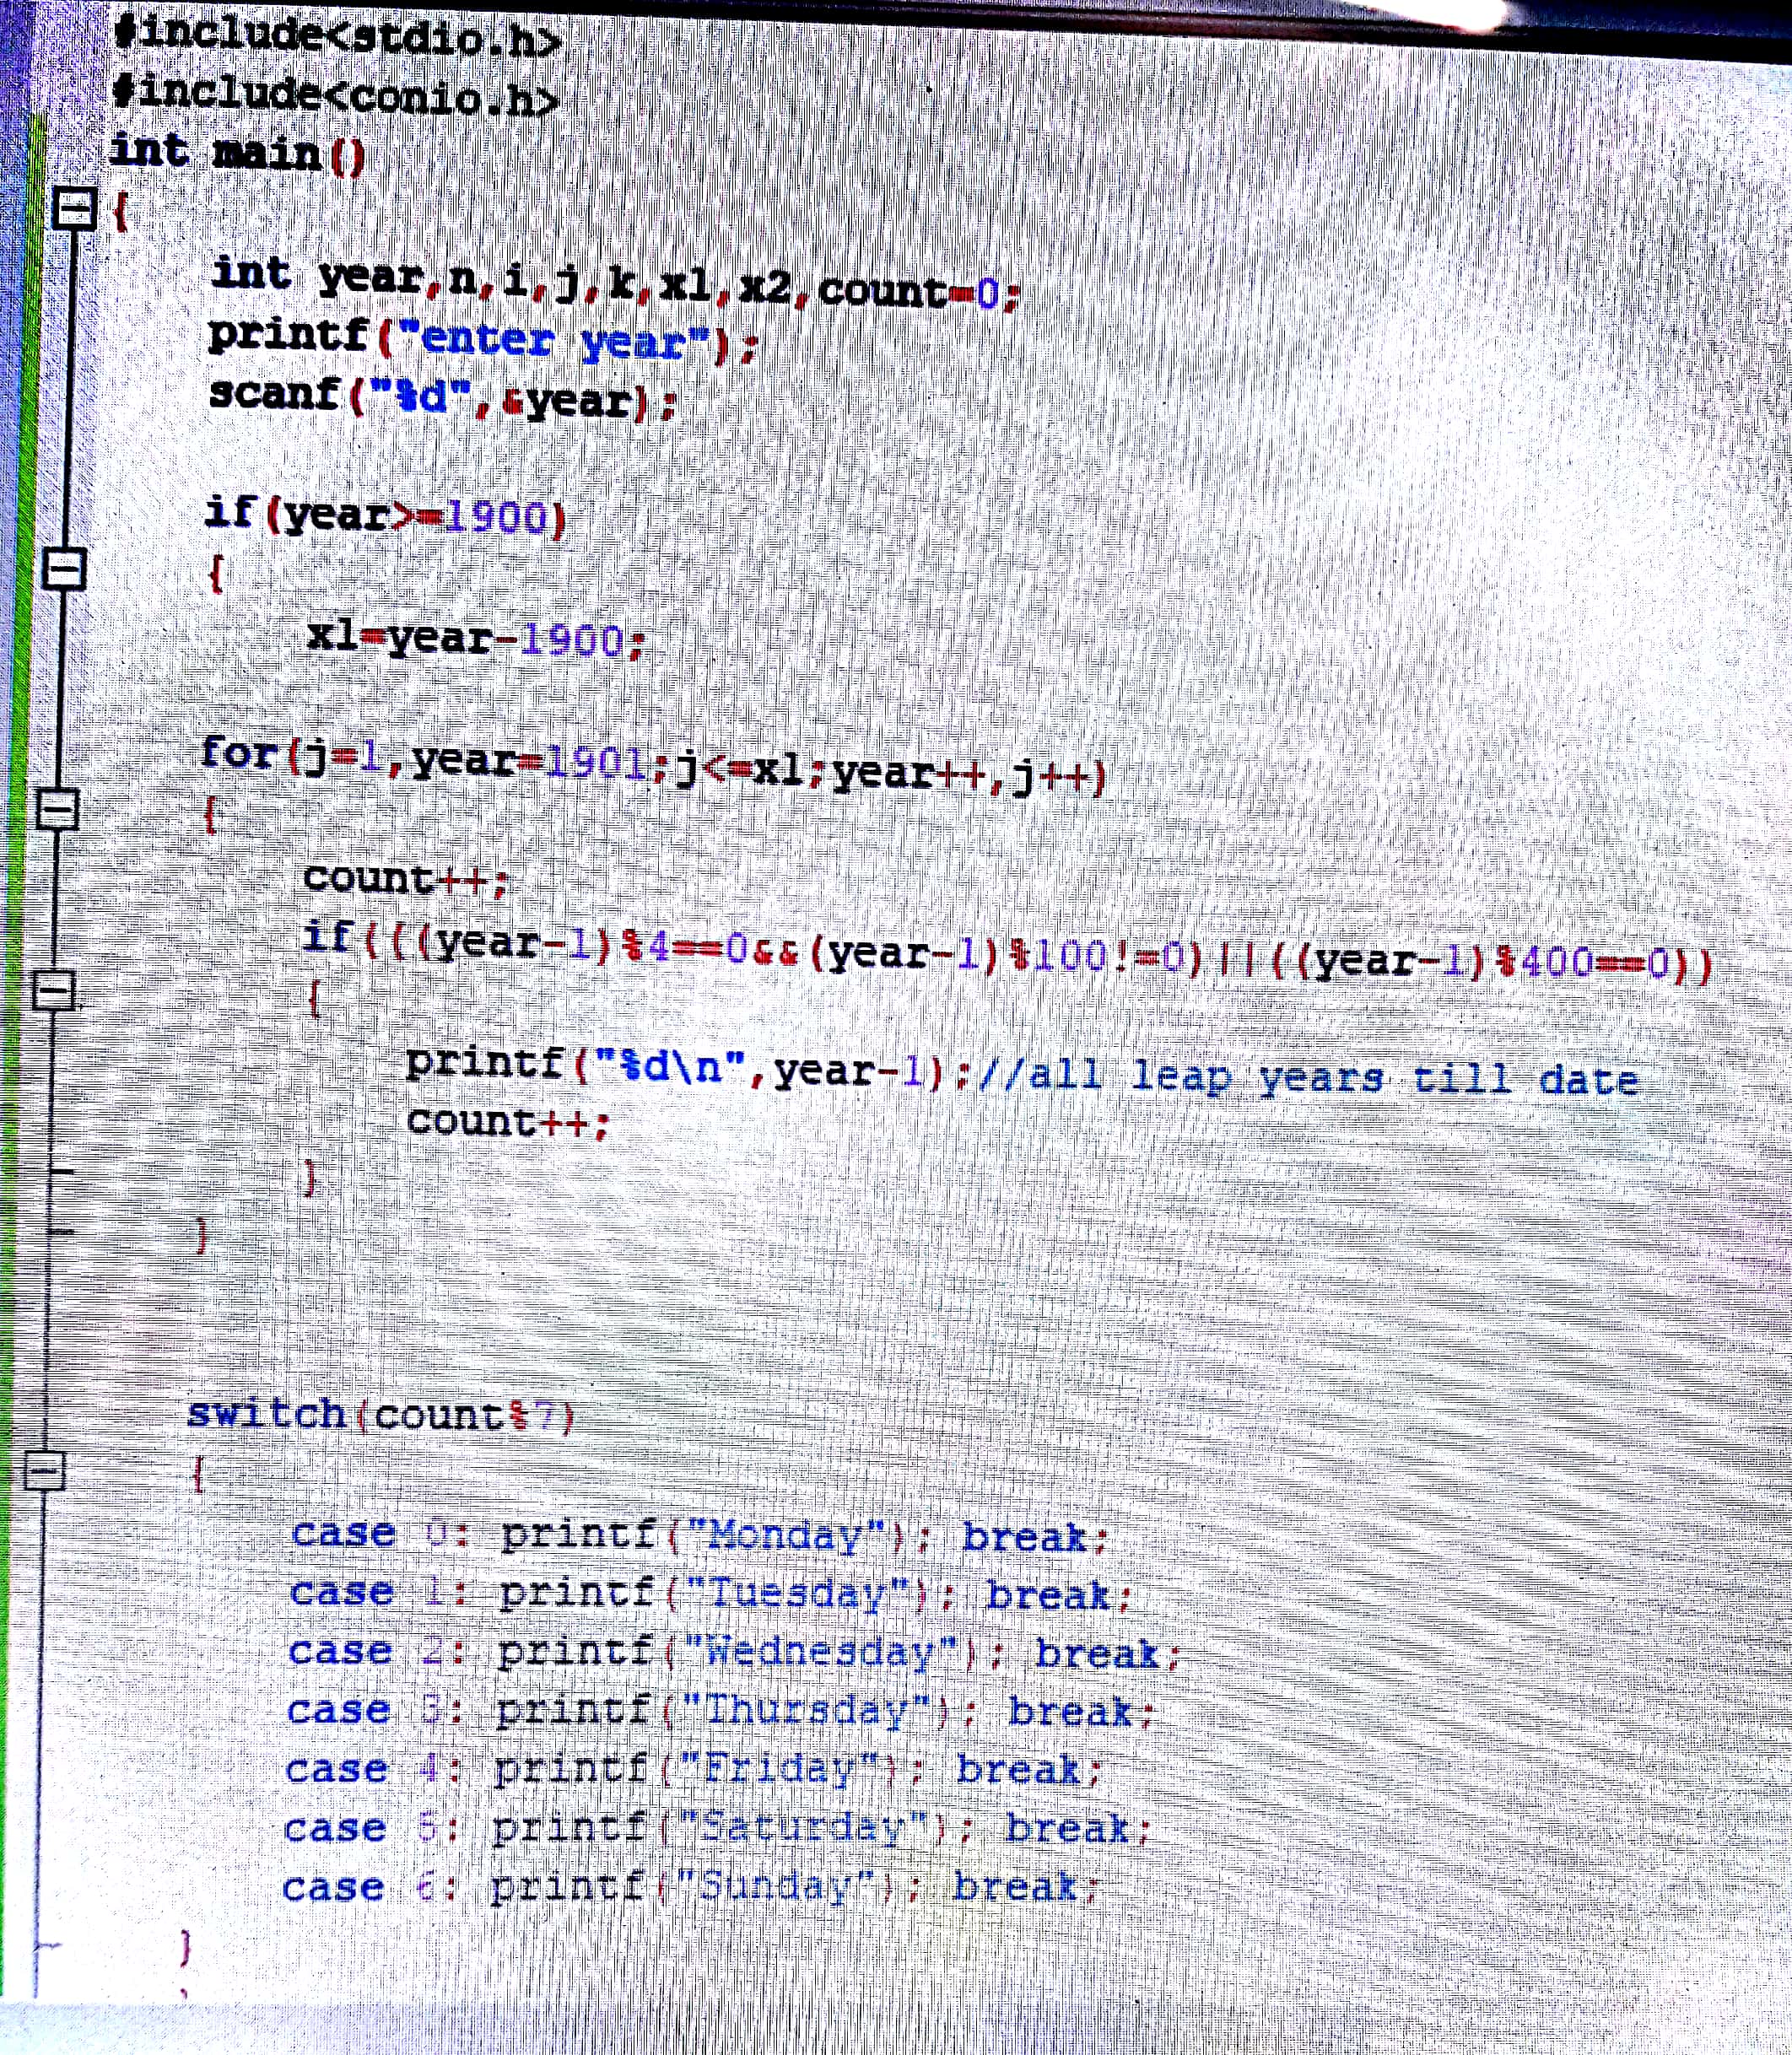 #include<stdio.h>
#include<conio.h>
int main()
{
int year,n,i,j,k,x1,x2,count=0;
printf("enter year");
scanf("%d",&year);
if(year>=1900)
{
x1=year-1900;
for(j=1,year=1901;j<=x1;year++,j++)
{
count++;
if(((year-1)%4==0&&(year-1)%100!=0)||((year-1)%400==0))
{
printf("%d\n",year-1);//all leap years till date
count++;
}
}
switch(count%7)
{
case 0: printf("Monday"); break;
case 1: printf("Tuesday"); break;
case 2: printf("Wednesday"); break;
case 3: printf("Thursday"); break;
case 4: printf("Friday"); break;
case 5: printf("Saturday"); break;
case 6: printf("Sunday"); break;
}